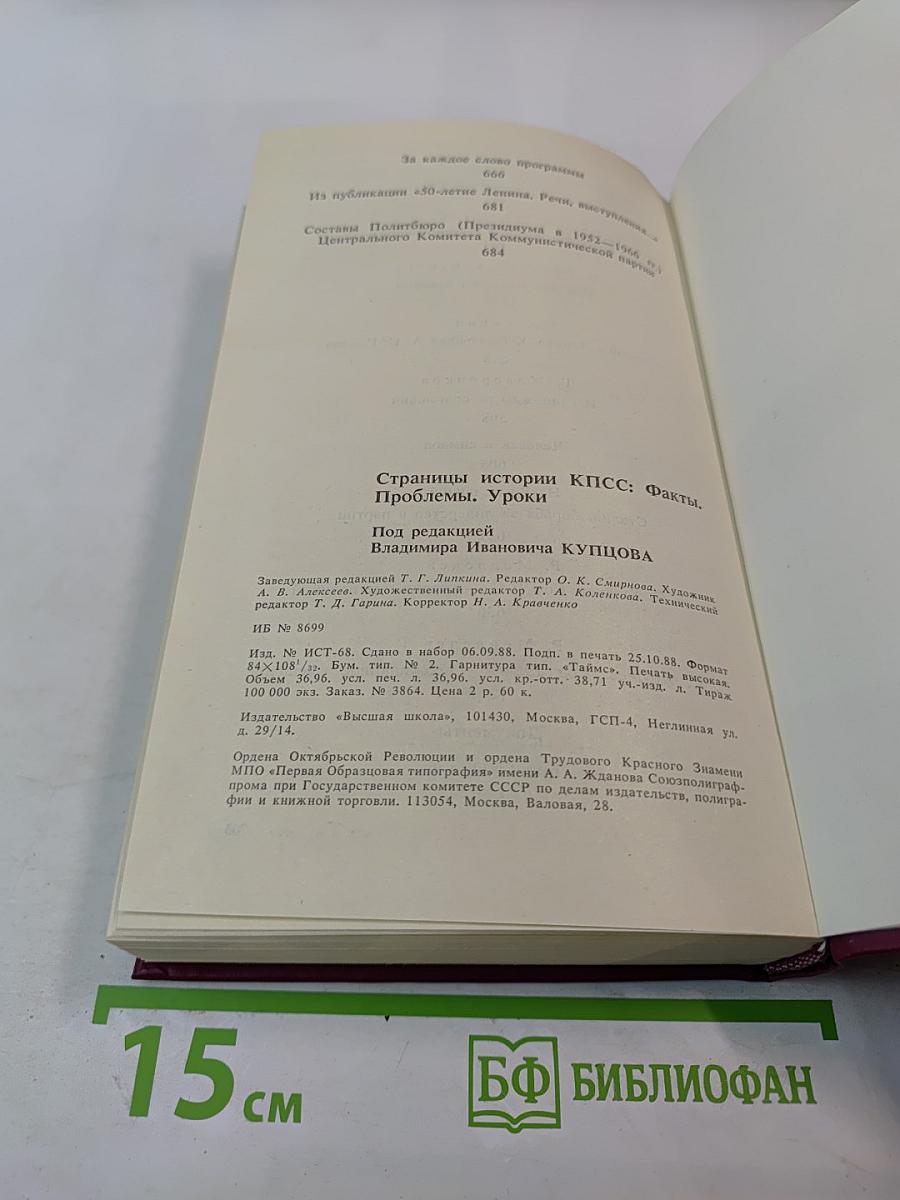 За каждое слово программы
666
Из публикации «50-летие Ленина. Речи, выступления...»
681
Составы Политбюро (Президиума в 1952—1966 гг.)
Центрального Комитета Коммунистической партии
684
Страницы истории КПСС: Факты.
Проблемы. Уроки
Под редакцией
Владимира Ивановича КУПЦОВА
Заведующая редакцией Т. Г. Липкина. Редактор О. К. Смирнова. Художник
А. В. Алексеев. Художественный редактор Т. А. Коленкова. Технический
редактор Т. Д. Гарина. Корректор Н. А. Кравченко
ИБ № 8699
Изд. № ИСТ-68. Сдано в набор 06.09.88. Подп. в печать 25.10.88. Формат
84×108¹/₃₂. Бум. тип. № 2. Гарнитура тип. «Таймс». Печать высокая.
Объем 36,96. усл. печ. л. 36,96. усл. кр.-отт. 38,71 уч.-изд. л. Тираж
100 000 экз. Заказ. № 3864. Цена 2 р. 60 к.
Издательство «Высшая школа», 101430, Москва, ГСП-4, Неглинная ул.
д. 29/14.
Ордена Октябрьской Революции и ордена Трудового Красного Знамени
МПО «Первая Образцовая типография» имени А. А. Жданова Союзполиграф-
прома при Государственном комитете СССР по делам издательств, полигра-
фии и книжной торговли. 113054, Москва, Валовая, 28.
15 см
БФ БИБЛИОФАН